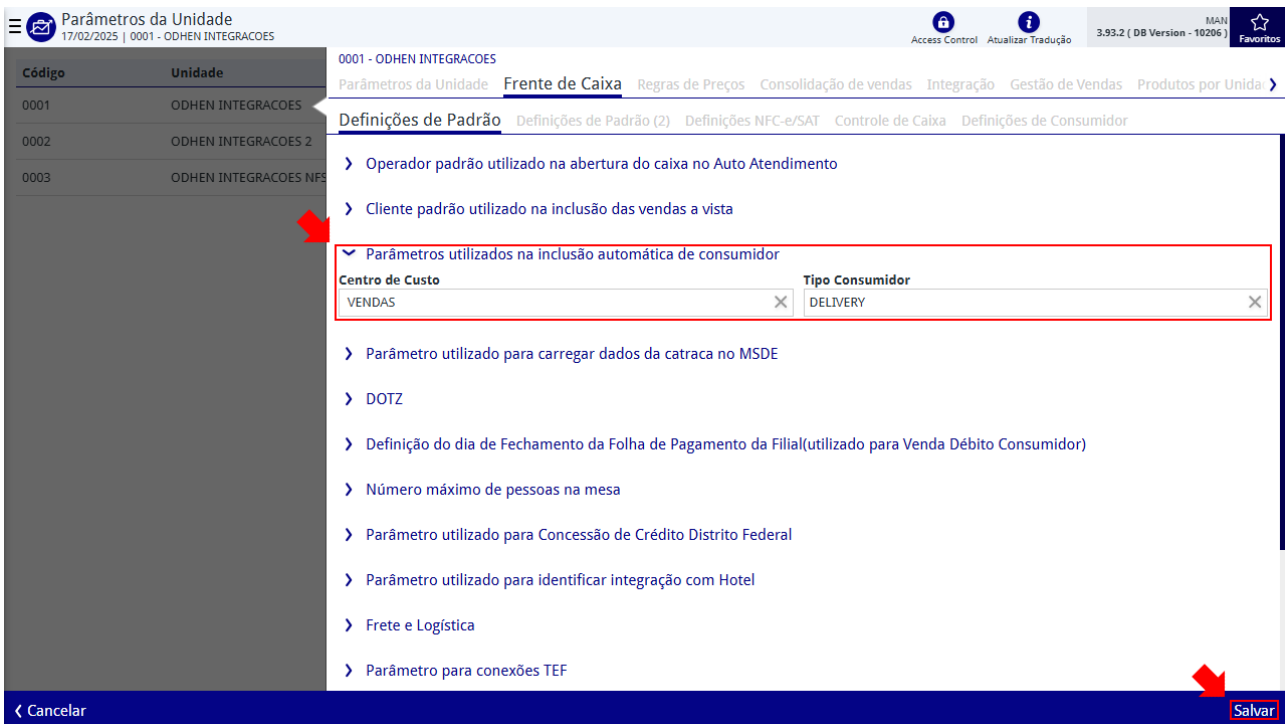 Parâmetros da Unidade
17/02/2025 | 0001 - ODHEN INTEGRACOES
Access Control
Atualizar Tradução
MAN
3.93.2 ( DB Version - 10206 )
Favoritos
Código Unidade
0001 ODHEN INTEGRACOES
0002 ODHEN INTEGRACOES 2
0003 ODHEN INTEGRACOES NFS
0001 - ODHEN INTEGRACOES
Parâmetros da Unidade Frente de Caixa Regras de Preços Consolidação de vendas Integração Gestão de Vendas Produtos por Unida
Definições de Padrão Definições de Padrão (2) Definições NFC-e/SAT Controle de Caixa Definições de Consumidor
Operador padrão utilizado na abertura do caixa no Auto Atendimento
Cliente padrão utilizado na inclusão das vendas a vista
Parâmetros utilizados na inclusão automática de consumidor
Centro de Custo Tipo Consumidor
VENDAS DELIVERY
Parâmetro utilizado para carregar dados da catraca no MSDE
DOTZ
Definição do dia de Fechamento da Folha de Pagamento da Filial(utilizado para Venda Débito Consumidor)
Número máximo de pessoas na mesa
Parâmetro utilizado para Concessão de Crédito Distrito Federal
Parâmetro utilizado para identificar integração com Hotel
Frete e Logística
Parâmetro para conexões TEF
Cancelar Salvar